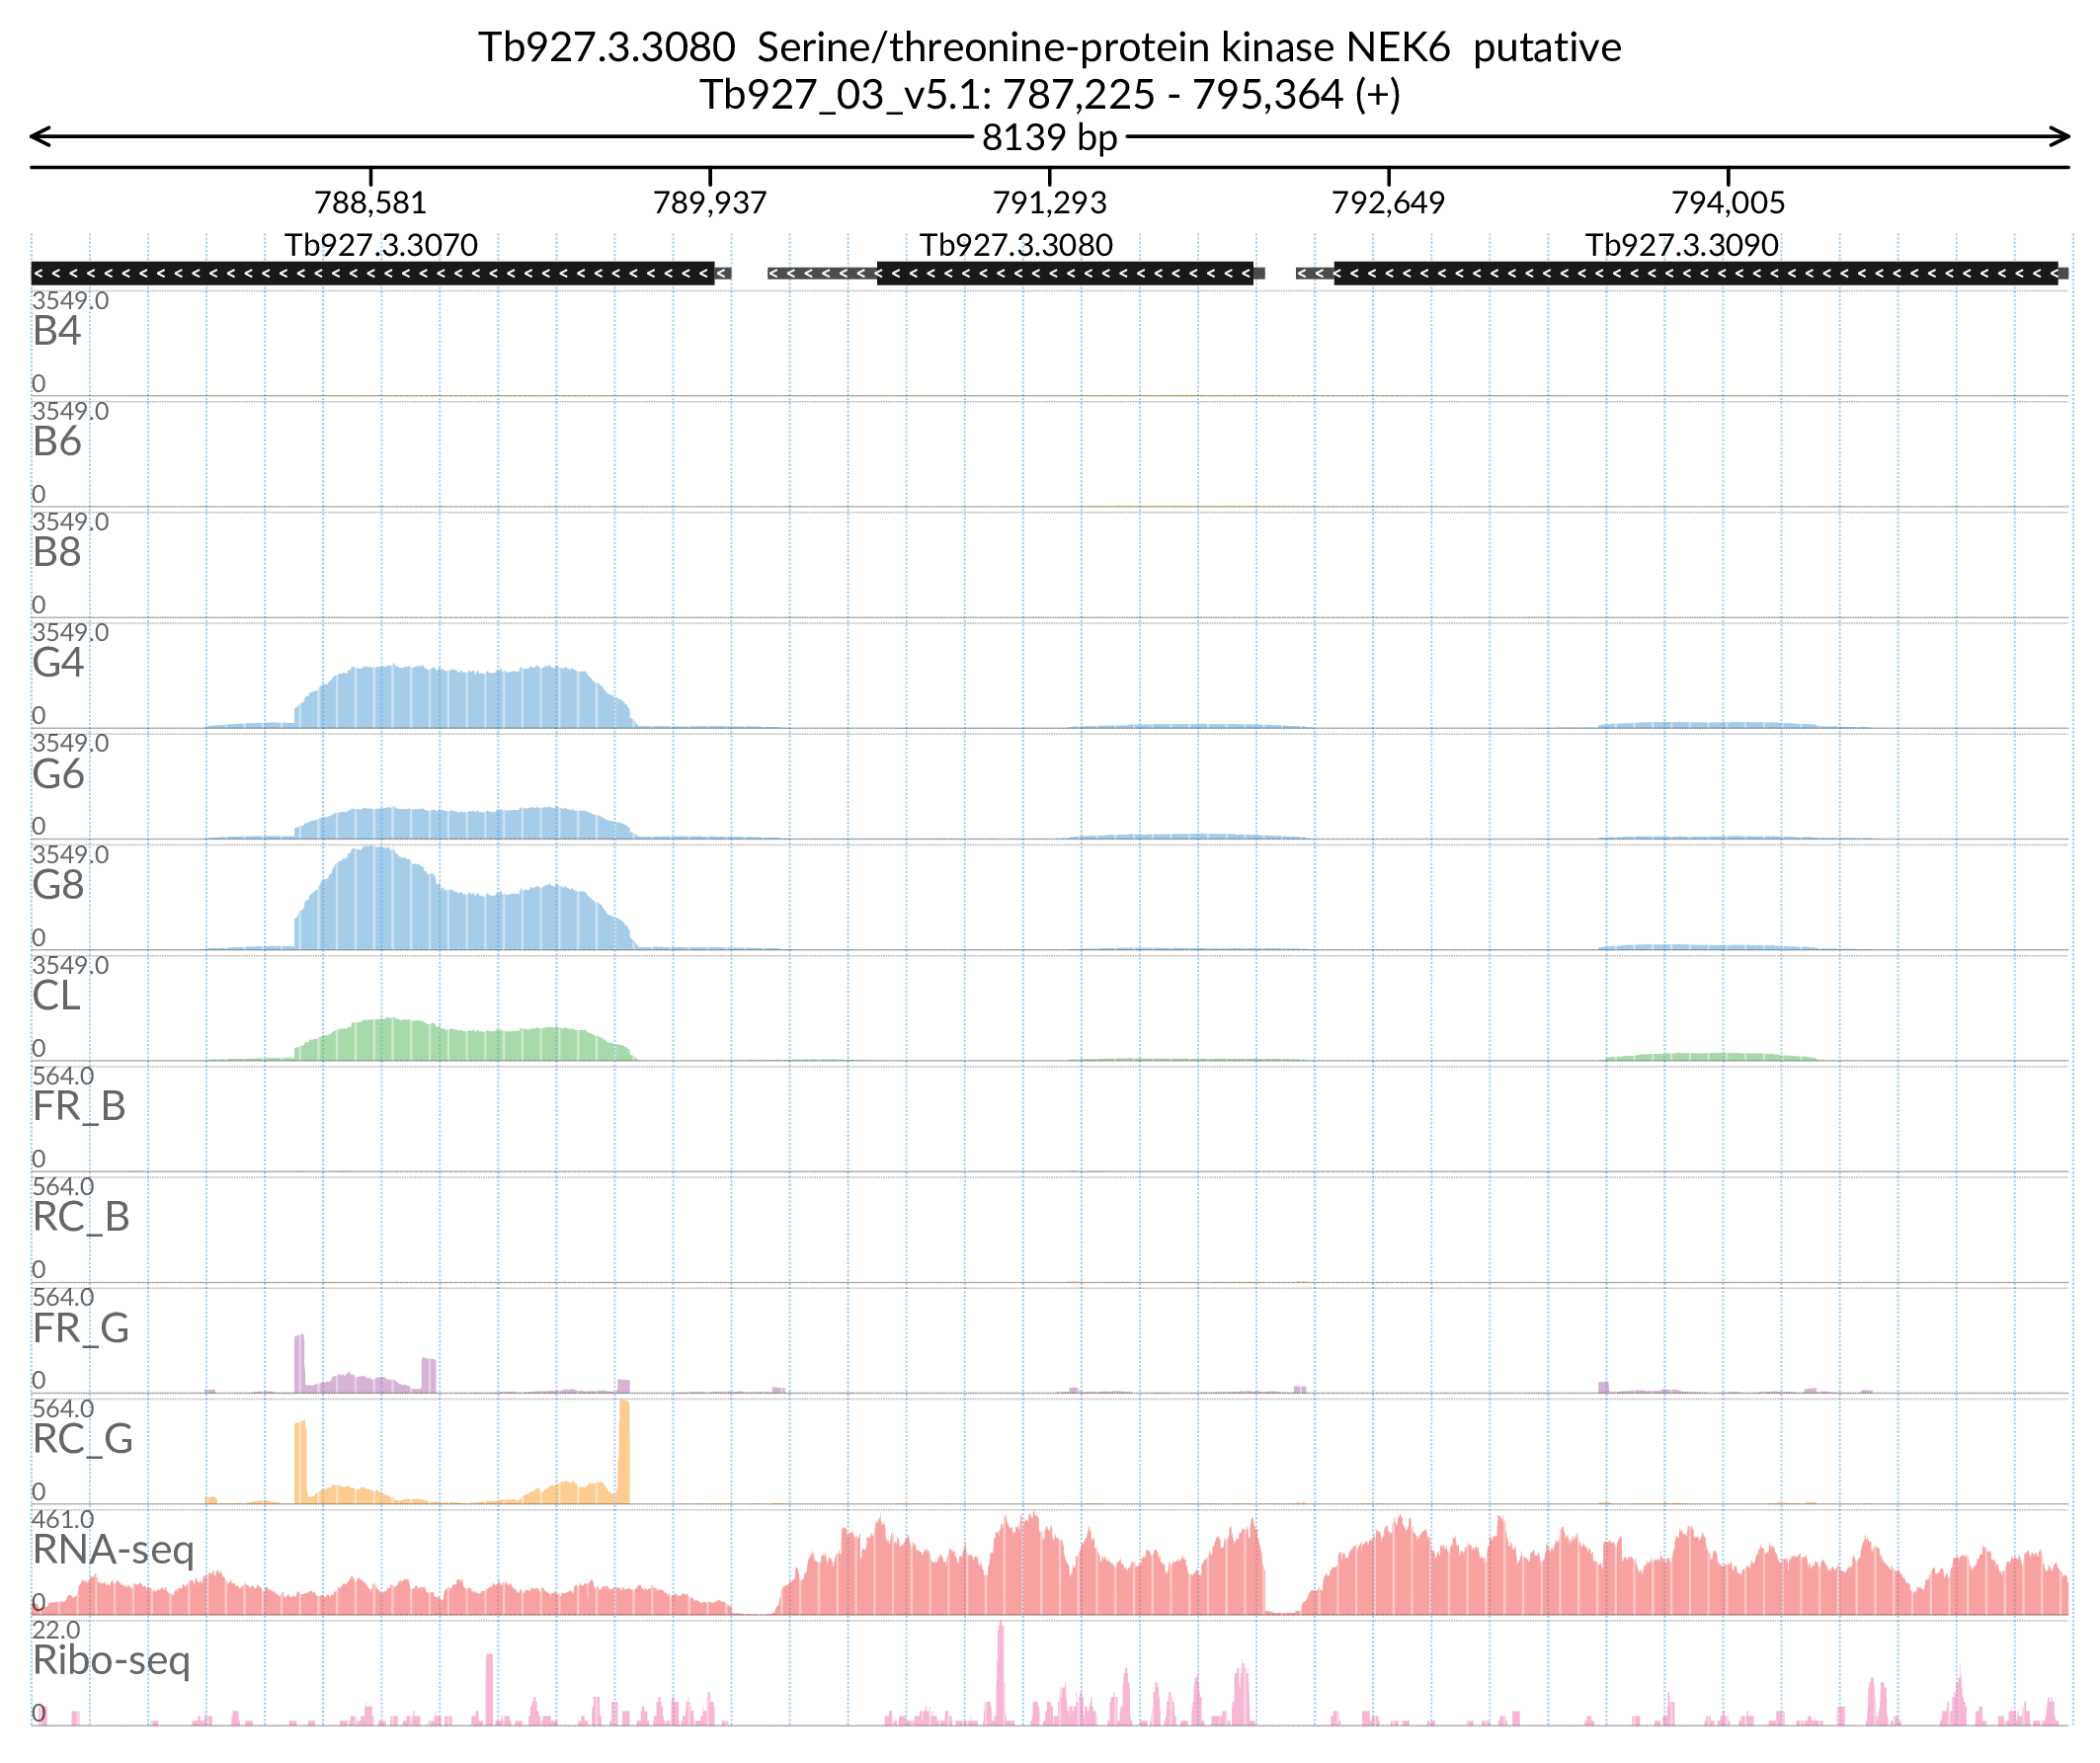 Tb927.3.3080  Serine/threonine-protein kinase NEK6  putative
Tb927_03_v5.1: 787,225 - 795,364 (+)
8139 bp
788,581 789,937 791,293 792,649 794,005
Tb927.3.3070 Tb927.3.3080 Tb927.3.3090
3549.0
B4
0
3549.0
B6
0
3549.0
B8
0
3549.0
G4
0
3549.0
G6
0
3549.0
G8
0
3549.0
CL
0
564.0
FR_B
0
564.0
RC_B
0
564.0
FR_G
0
564.0
RC_G
0
461.0
RNA-seq
0
22.0
Ribo-seq
0